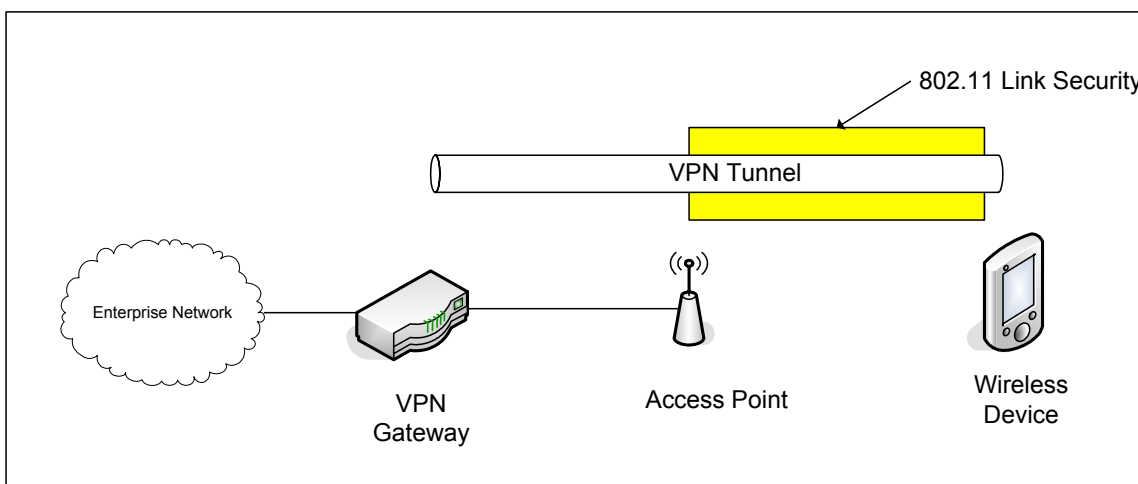 802.11 Link Security
VPN Tunnel
Enterprise Network
VPN
Gateway
Access Point
Wireless
Device